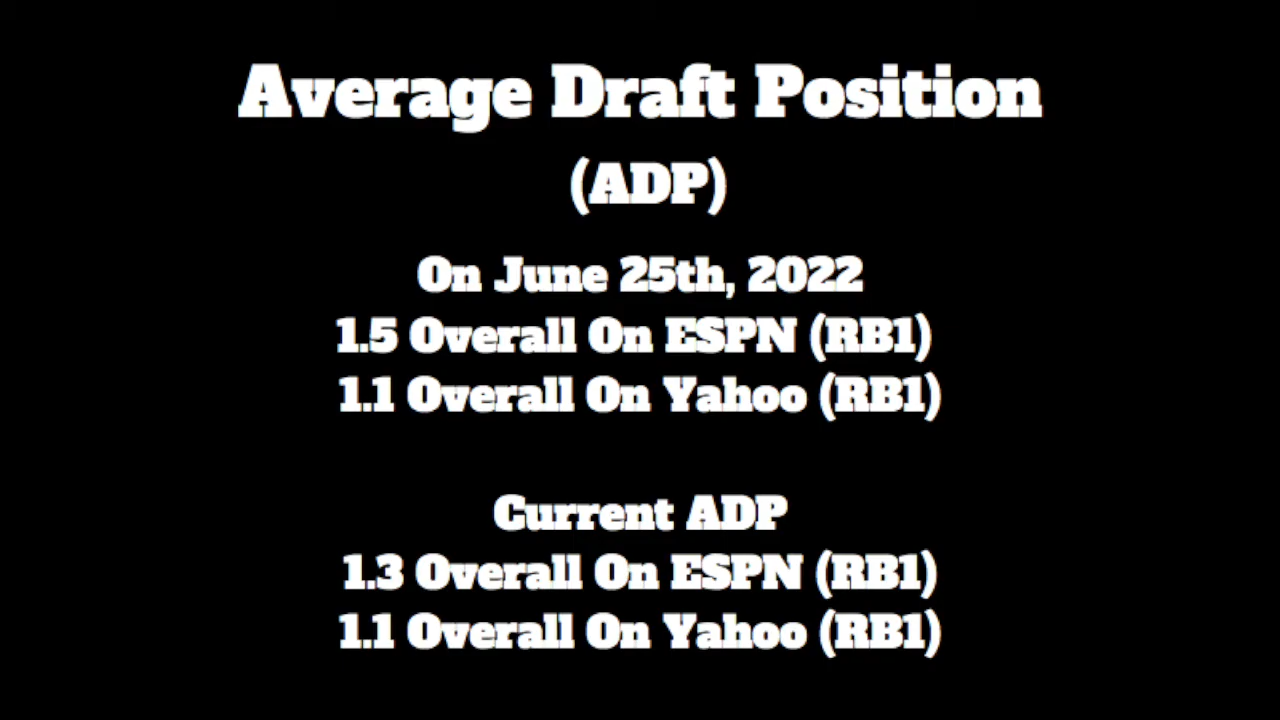 Average Draft Position
(ADP)
On June 25th, 2022
1.5 Overall On ESPN (RB1)
1.1 Overall On Yahoo (RB1)
Current ADP
1.3 Overall On ESPN (RB1)
1.1 Overall On Yahoo (RB1)